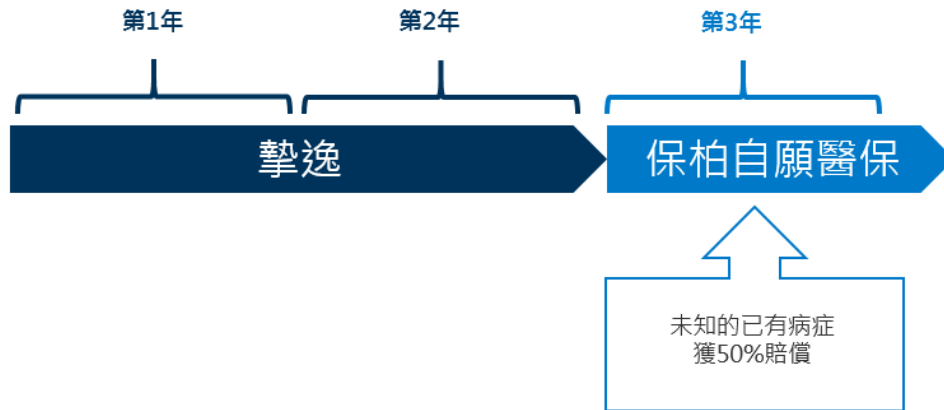 第1年
第2年
第3年
摯逸
保柏自願醫保
未知的已有病症
獲50%賠償